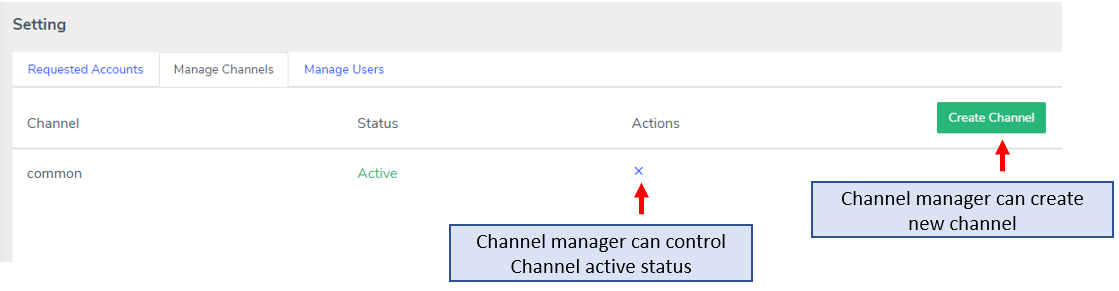 Setting
Requested Accounts
Manage Channels
Manage Users
Channel
Status
Actions
Create Channel
common
Active
×
Channel manager can control
Channel active status
Channel manager can create
new channel